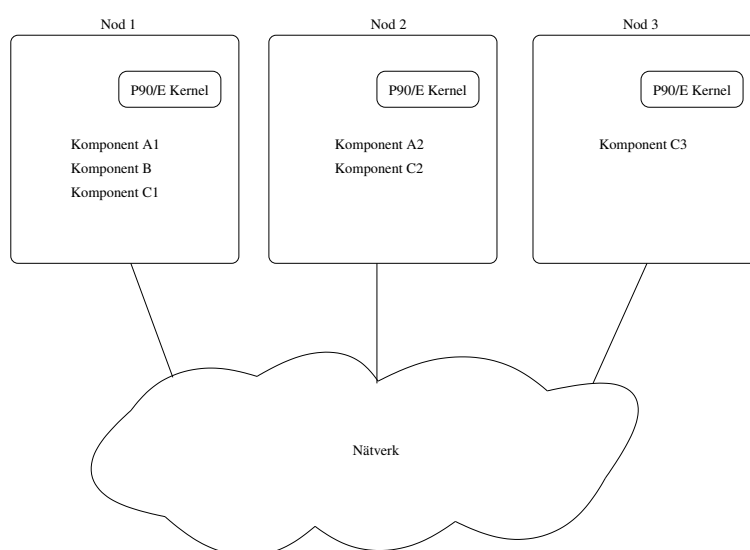 Nod 1
Nod 2
Nod 3
P90/E Kernel
P90/E Kernel
P90/E Kernel
Komponent A1
Komponent B
Komponent C1
Komponent A2
Komponent C2
Komponent C3
Nätverk